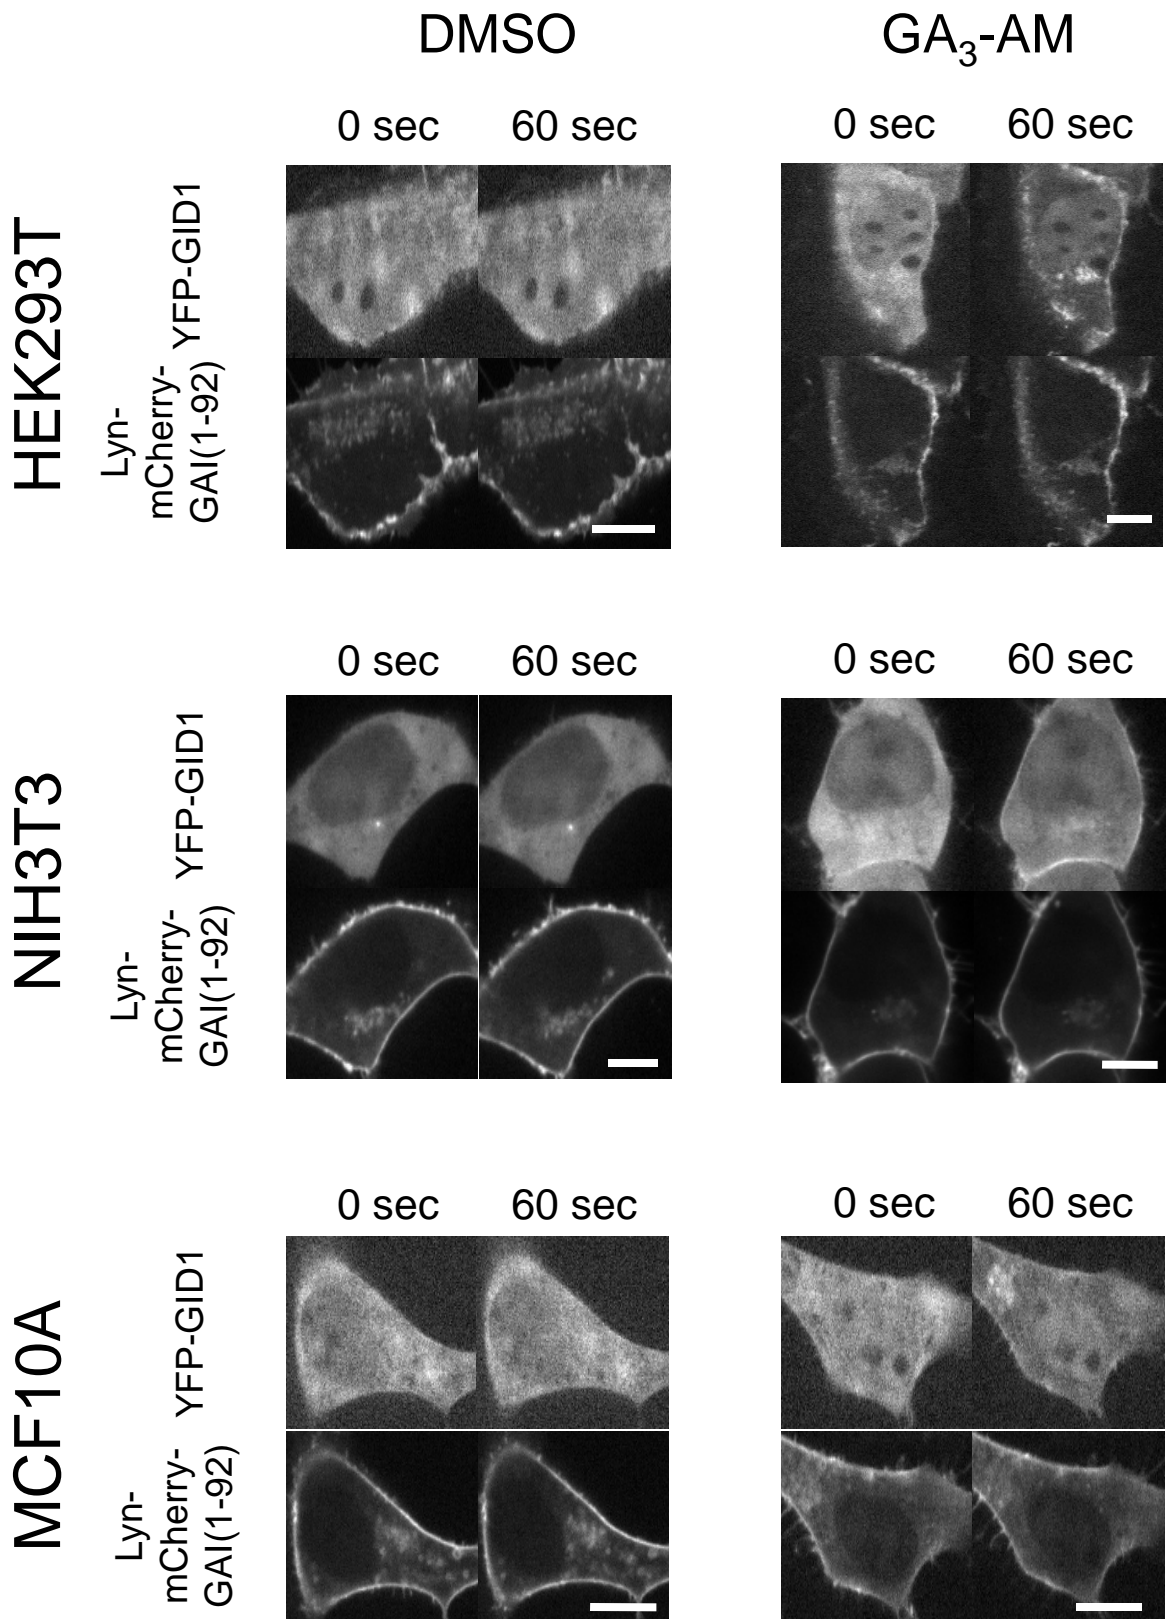 DMSO
GA₃-AM
0 sec
60 sec
0 sec
60 sec
HEK293T
YFP-GID1
Lyn-
mCherry-
GAI(1-92)
0 sec
60 sec
0 sec
60 sec
NIH3T3
YFP-GID1
Lyn-
mCherry-
GAI(1-92)
0 sec
60 sec
0 sec
60 sec
MCF10A
YFP-GID1
Lyn-
mCherry-
GAI(1-92)